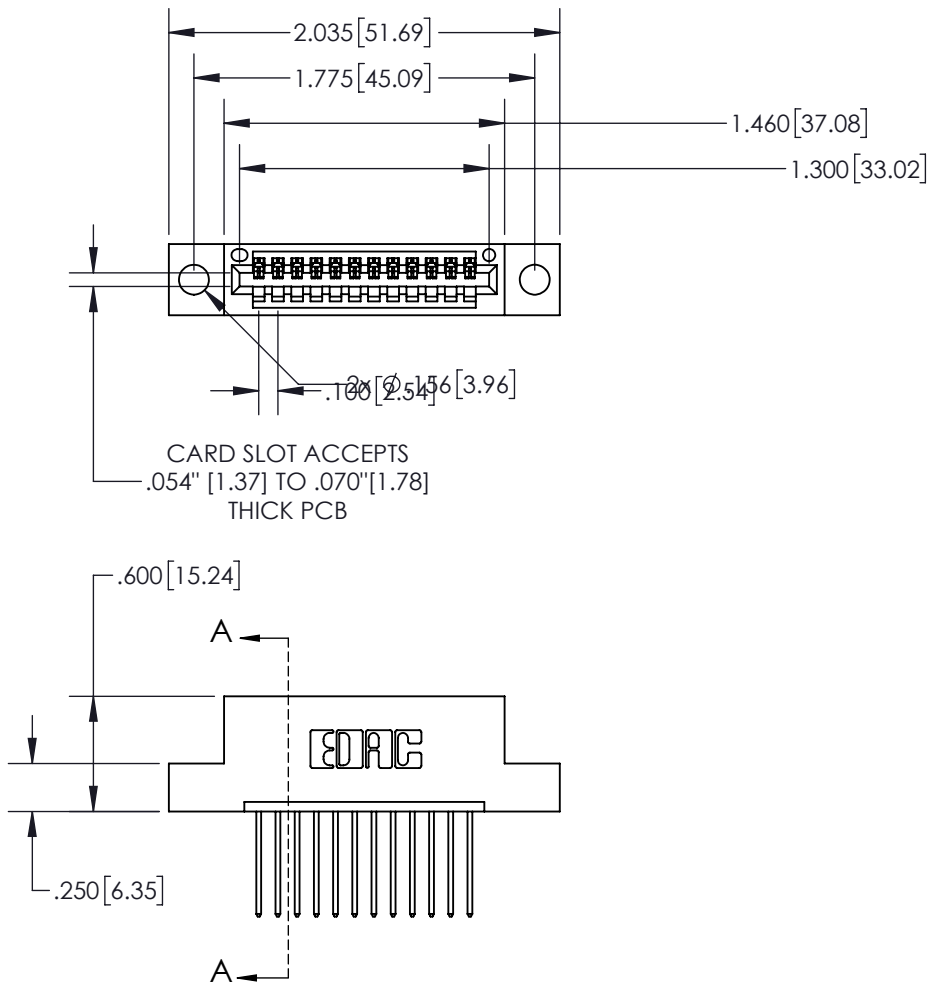 2.035[51.69]
1.775[45.09]
1.460[37.08]
1.300[33.02]
2x Ø .156 [3.96]
.100[2.54]
CARD SLOT ACCEPTS
.054" [1.37] TO .070"[1.78]
THICK PCB
.600[15.24]
A
EDAC
.250[6.35]
A